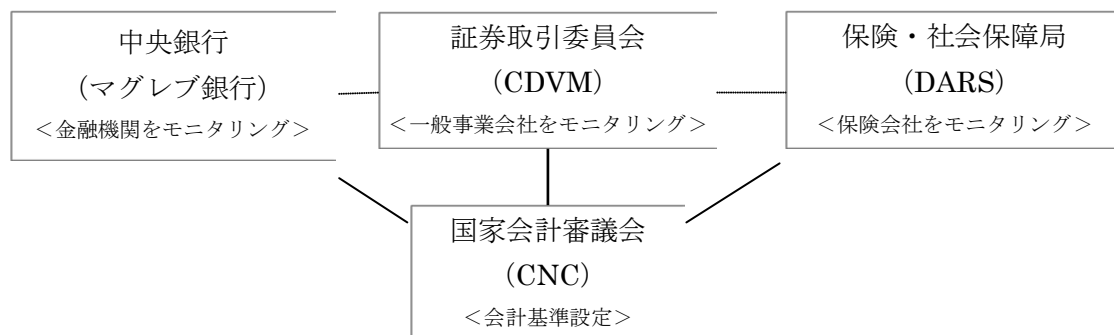 中央銀行
(マグレブ銀行)
<金融機関をモニタリング>
証券取引委員会
(CDVM)
<一般事業会社をモニタリング>
保険・社会保障局
(DARS)
<保険会社をモニタリング>
国家会計審議会
(CNC)
<会計基準設定>